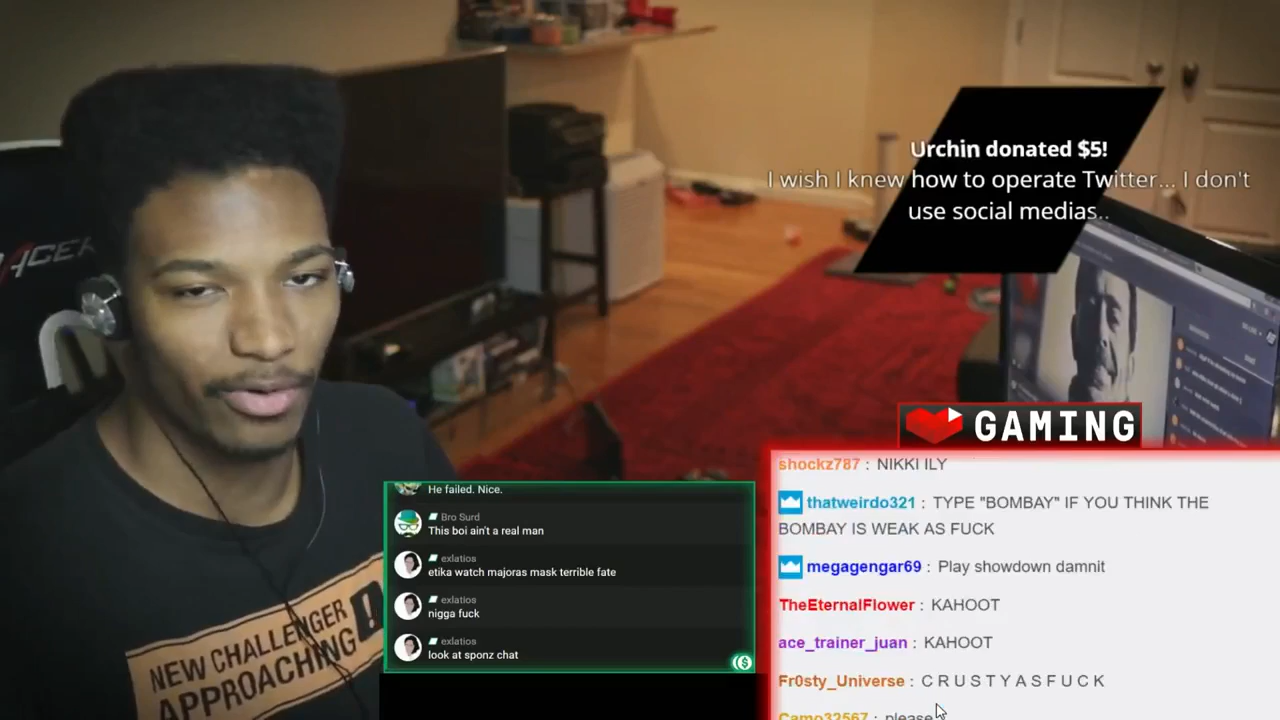 Urchin donated $5!
I wish I knew how to operate Twitter... I don't
use social medias..
GAMING
shockz787 : NIKKI ILY
thatweirdo321 : TYPE "BOMBAY" IF YOU THINK THE
BOMBAY IS WEAK AS FUCK
megagengar69 : Play showdown damnit
TheEternalFlower : KAHOOT
ace_trainer_juan : KAHOOT
Fr0sty_Universe : C R U S T Y A S F U C K
Camo32567 : please
He failed. Nice.
Bro Surd
This boi ain't a real man
exlatios
etika watch majoras mask terrible fate
exlatios
nigga fuck
exlatios
look at sponz chat
NEW CHALLENGER
APPROACHING
!